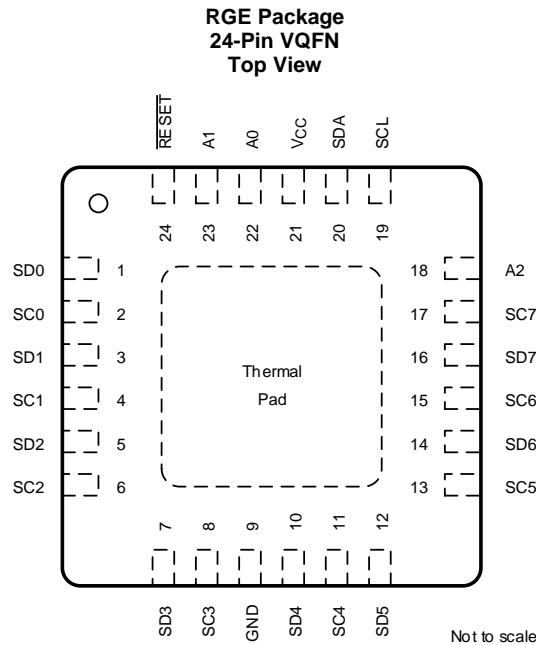 RGE Package
24-Pin VQFN
Top View
RESET
A1
A0
VCC
SDA
SCL
24
23
22
21
20
19
SD0 1
SC0 2
SD1 3
SC1 4
SD2 5
SC2 6
Thermal
Pad
18 A2
17 SC7
16 SD7
15 SC6
14 SD6
13 SC5
7
8
9
10
11
12
SD3
SC3
GND
SD4
SC4
SD5
Not to scale